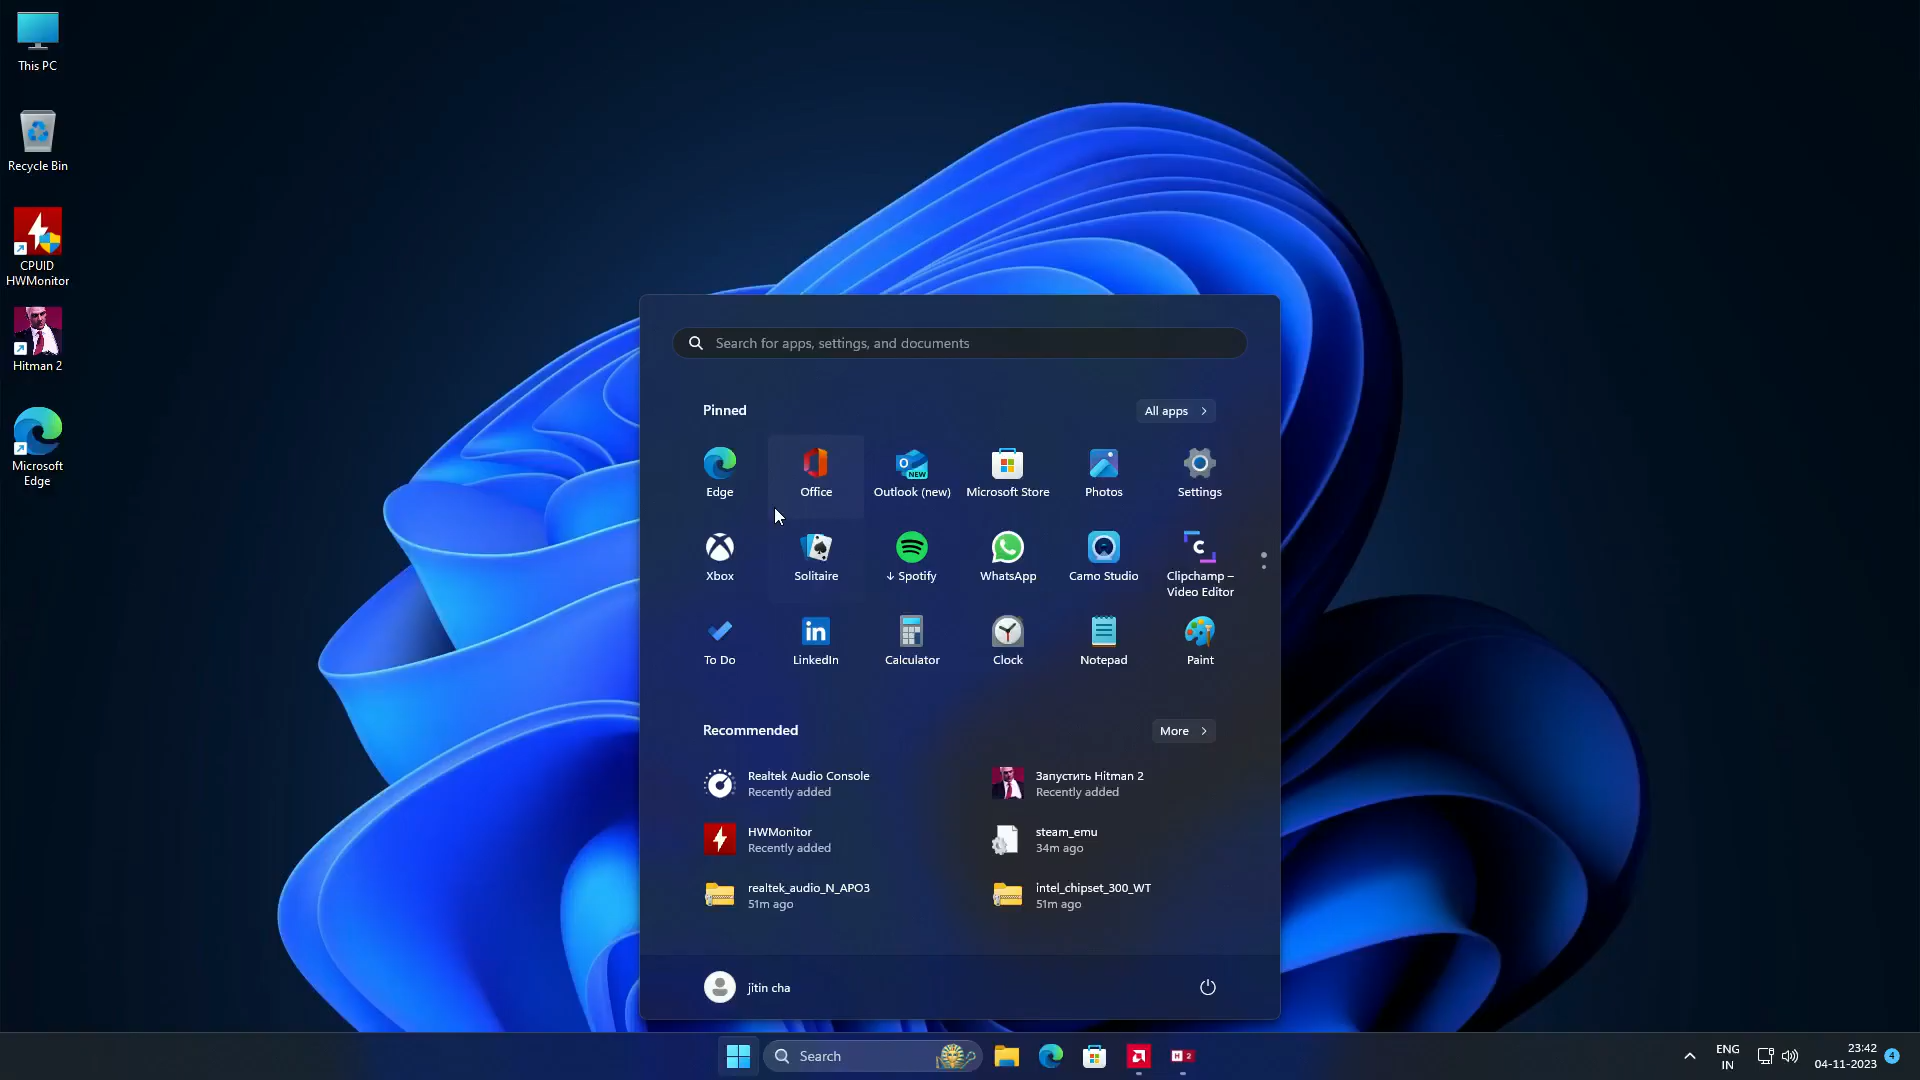 This PC
Recycle Bin
CPUID
HWMonitor
Hitman 2
Microsoft
Edge
Search for apps, settings, and documents
Pinned
All apps
Edge
Office
Outlook (new)
Microsoft Store
Photos
Settings
Xbox
Solitaire
Spotify
WhatsApp
Camo Studio
Clipchamp –
Video Editor
To Do
LinkedIn
Calculator
Clock
Notepad
Paint
Recommended
More
Realtek Audio Console
Recently added
Запустить Hitman 2
Recently added
HWMonitor
Recently added
steam_emu
34m ago
realtek_audio_N_APO3
51m ago
intel_chipset_300_WT
51m ago
jitin cha
Search
H 2
ENG
IN
23:42
04-11-2023
4